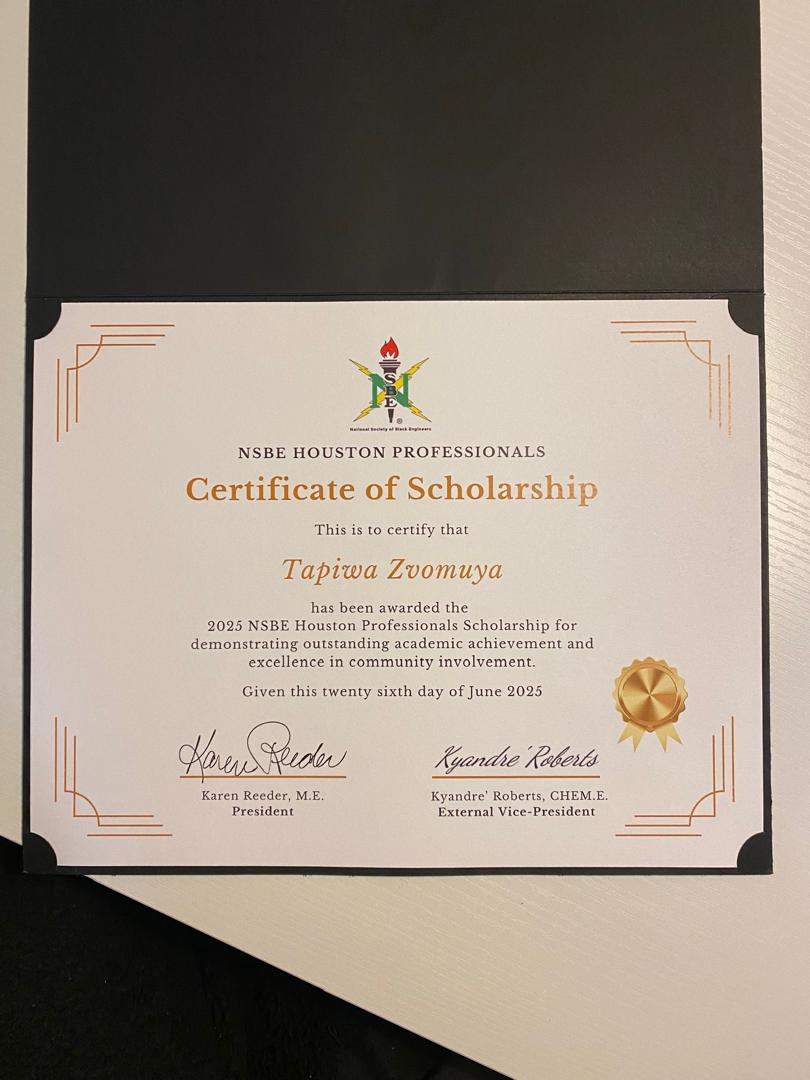 NSBE
®
National Society of Black Engineers
NSBE HOUSTON PROFESSIONALS
Certificate of Scholarship
This is to certify that
Tapiwa Zvomuya
has been awarded the
2025 NSBE Houston Professionals Scholarship for
demonstrating outstanding academic achievement and
excellence in community involvement.
Given this twenty sixth day of June 2025
Karen Reeder
Kyandre' Roberts
Karen Reeder, M.E.
Kyandre' Roberts, CHEM.E.
President
External Vice-President